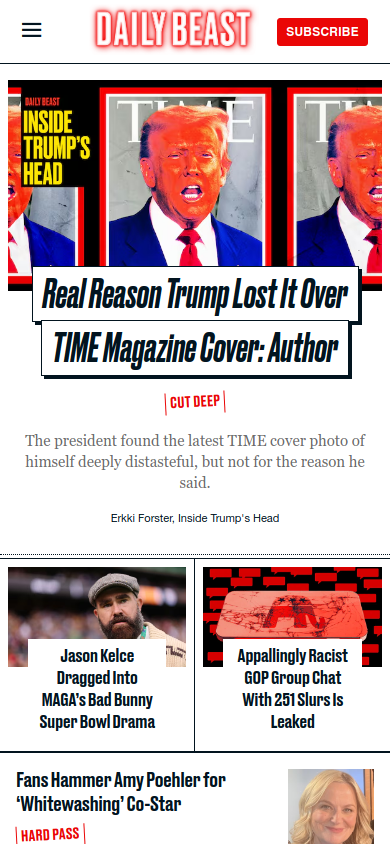 DAILY BEAST
SUBSCRIBE
DAILY BEAST
INSIDE
TRUMP'S
HEAD
TIME
Real Reason Trump Lost It Over
TIME Magazine Cover: Author
CUT DEEP
The president found the latest TIME cover photo of
himself deeply distasteful, but not for the reason he
said.
Erkki Forster, Inside Trump's Head
Jason Kelce
Dragged Into
MAGA’s Bad Bunny
Super Bowl Drama
Appallingly Racist
GOP Group Chat
With 251 Slurs Is
Leaked
Fans Hammer Amy Poehler for
‘Whitewashing’ Co-Star
HARD PASS